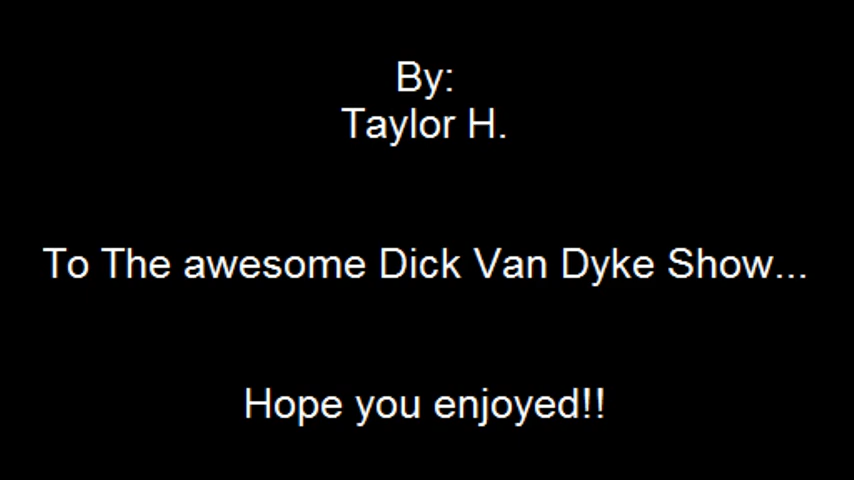 By:
Taylor H.
To The awesome Dick Van Dyke Show...
Hope you enjoyed!!